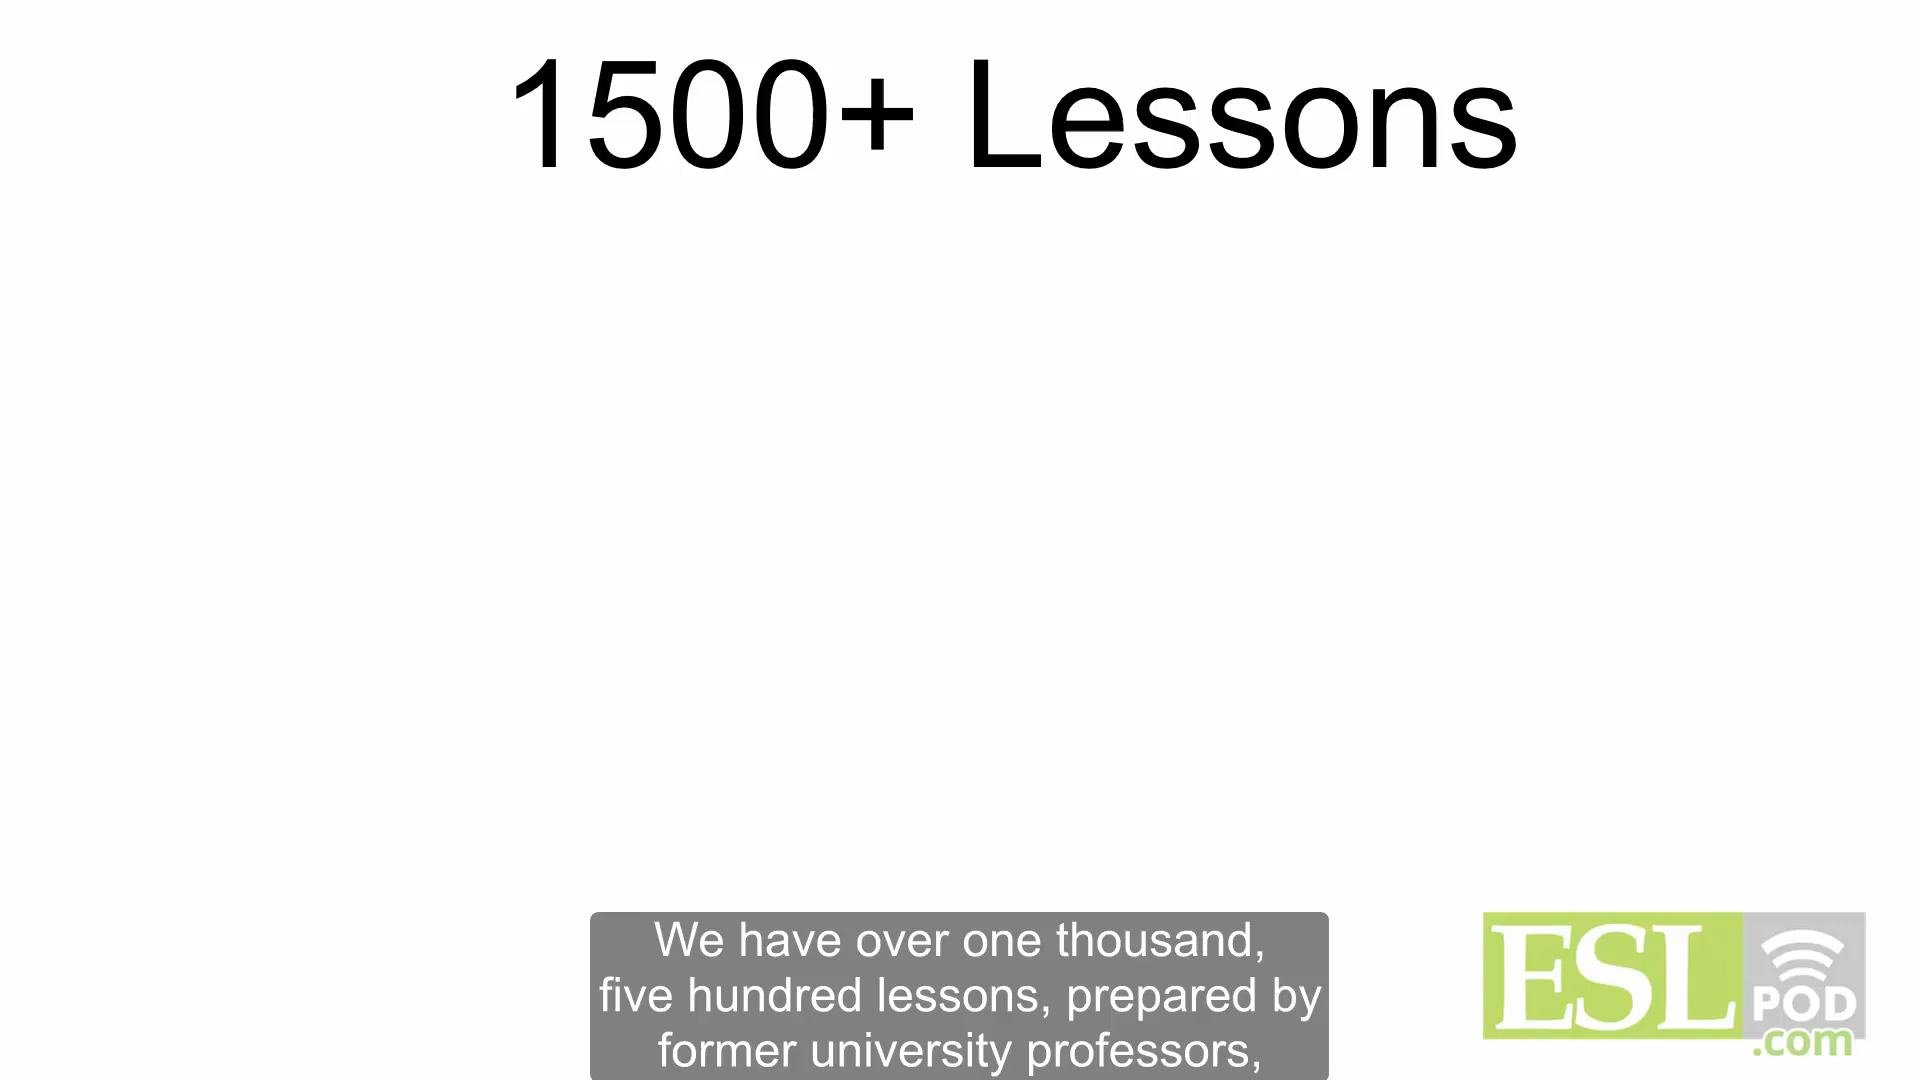 1500+ Lessons
We have over one thousand,
five hundred lessons, prepared by
former university professors,
ESL
POD
.com